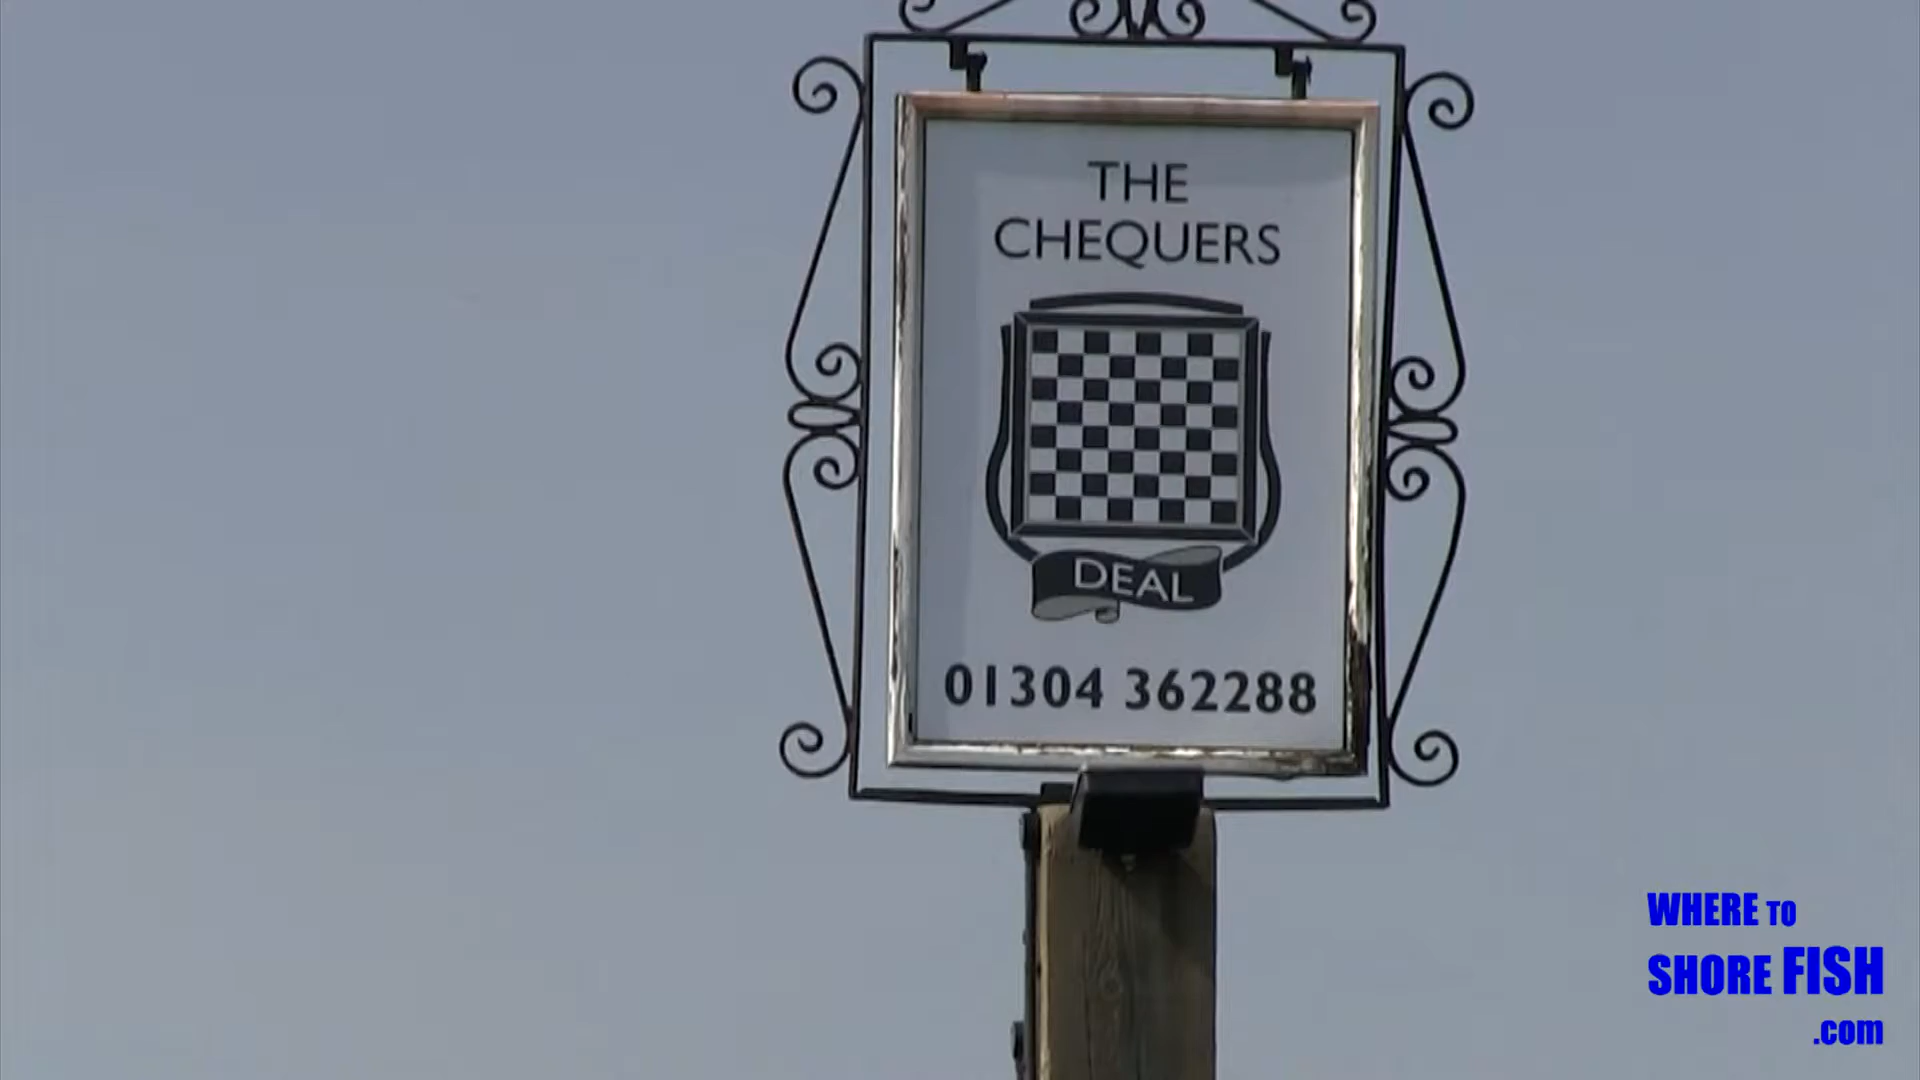 THE
CHEQUERS
DEAL
01304 362288
WHERE TO
SHORE FISH
.com